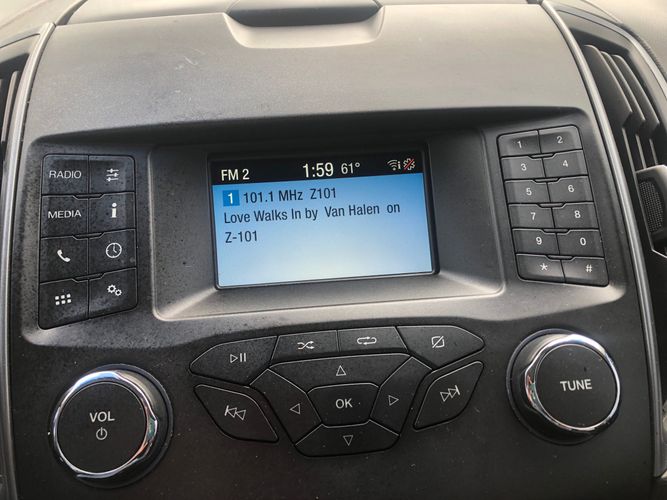 FM 2 1:59 61°
1 101.1 MHz Z101
Love Walks In by Van Halen on
Z-101
RADIO
MEDIA
i
1 2
3 4
5 6
7 8
9 0
* #
VOL
OK
TUNE